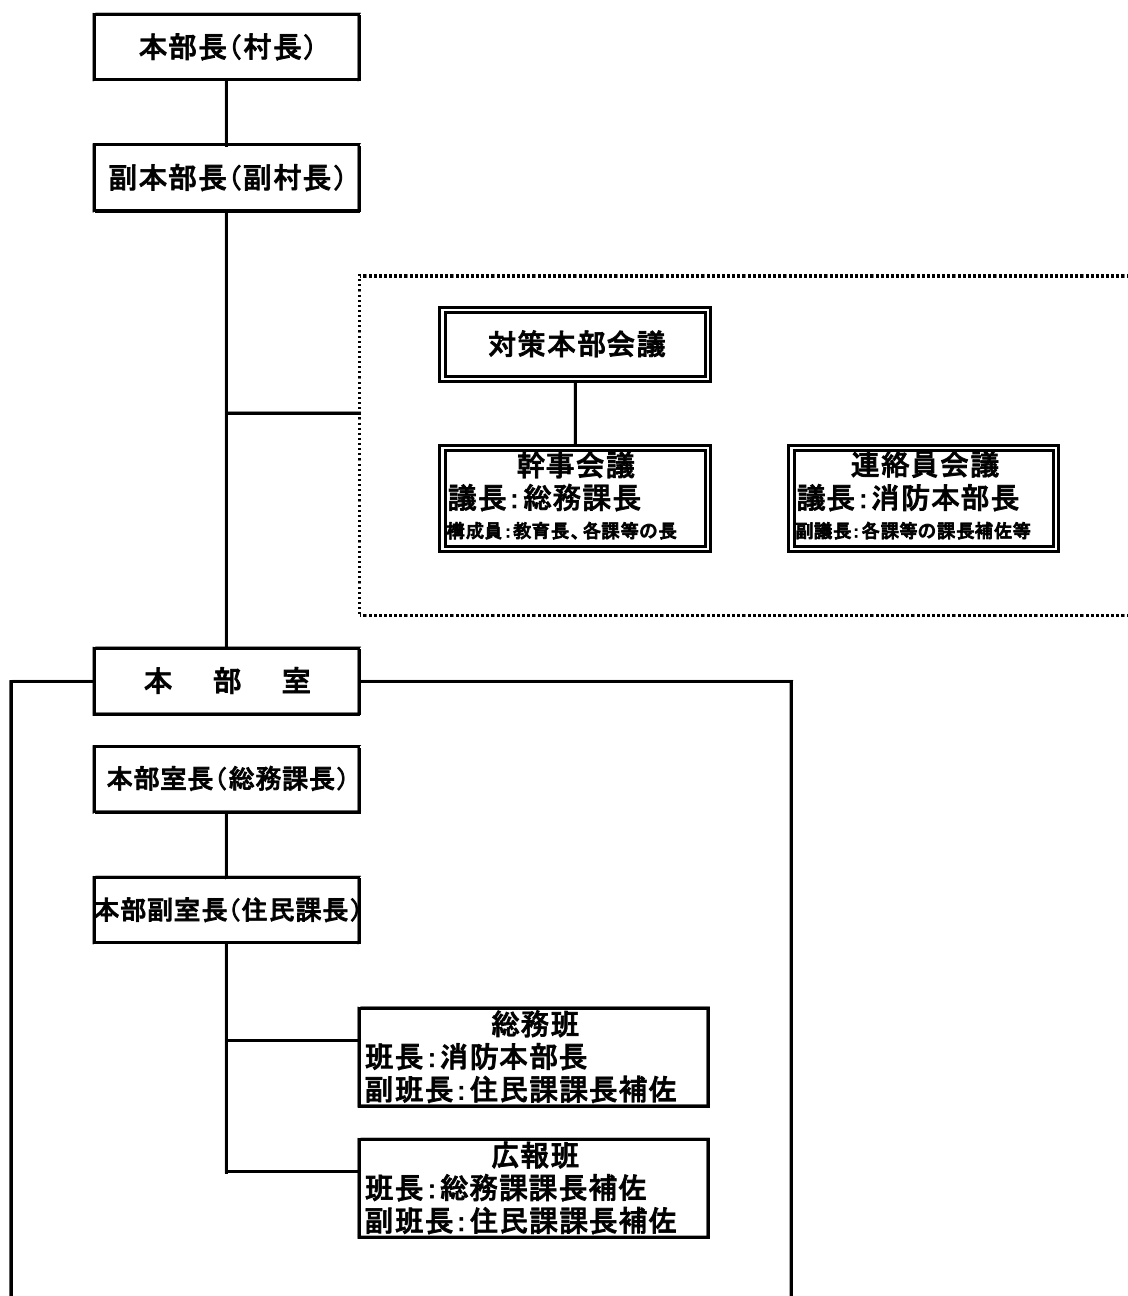 本部長(村長)
副本部長(副村長)
対策本部会議
幹事会議
議長:総務課長
構成員:教育長、各課等の長
連絡員会議
議長:消防本部長
副議長:各課等の課長補佐等
本 部 室
本部室長(総務課長)
本部副室長(住民課長)
総務班
班長:消防本部長
副班長:住民課課長補佐
広報班
班長:総務課課長補佐
副班長:住民課課長補佐